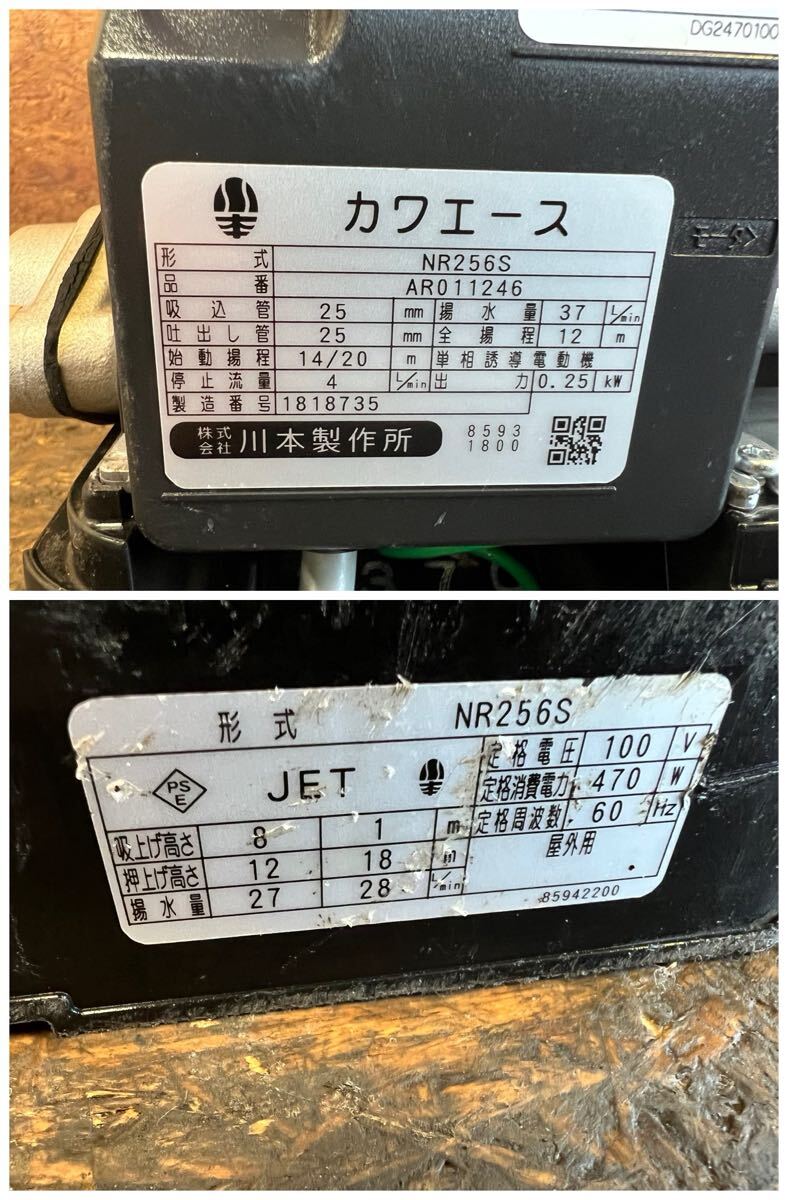 DG2470100
カワエース
形式 NR256S
品番 AR011246
吸込管 25 mm 揚水量 37 L/min
吐出し管 25 mm 全揚程 12 m
始動揚程 14/20 m 単相誘導電動機
停止流量 4 L/min 出力 0.25 kW
製造番号 1818735
株式会社 川本製作所
8593
1800
モータ
形式 NR256S
PS
E
JET
定格電圧 100 V
定格消費電力 470 W
定格周波数 60 Hz
屋外用
吸上げ高さ 8 1 m
押上げ高さ 12 18 m
揚水量 27 28 L/min
85942200